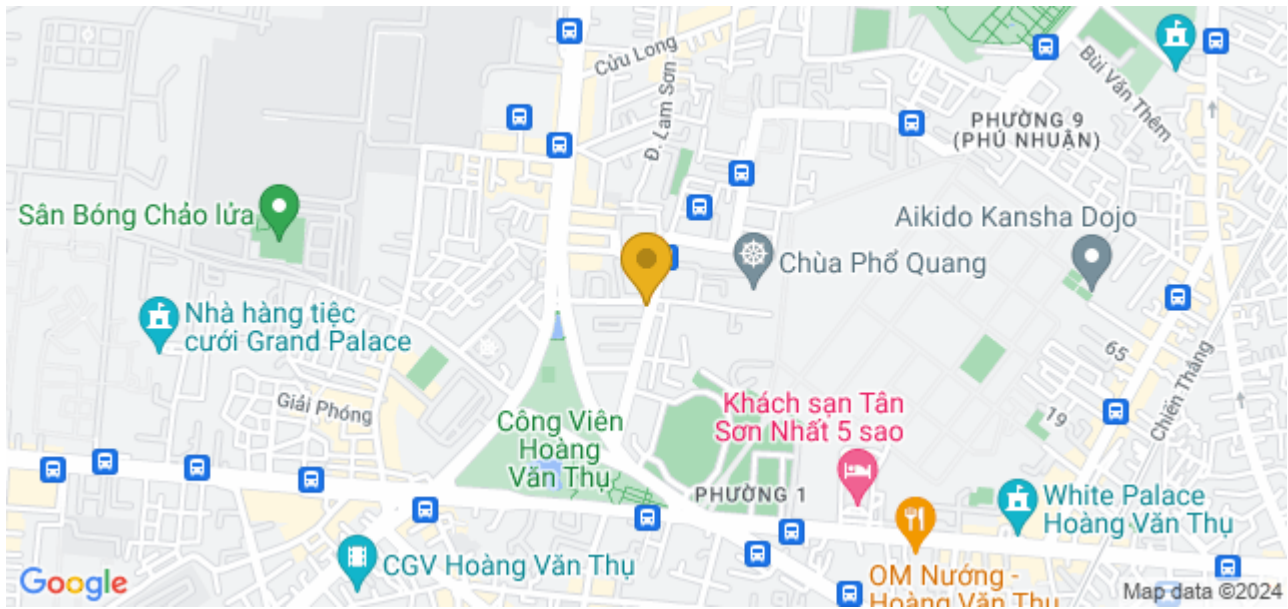 Cửu Long
Đ. Lam Sơn
Bùi Văn Thêm
PHƯỜNG 9
(PHÚ NHUẬN)
Sân Bóng Chảo lửa
Aikido Kansha Dojo
Chùa Phổ Quang
Nhà hàng tiệc
cưới Grand Palace
65
Chiến Thắng
Giải Phóng
Khách sạn Tân
Sơn Nhất 5 sao
19
Công Viên
Hoàng
Văn Thụ
PHƯỜNG 1
White Palace
Hoàng Văn Thụ
CGV Hoàng Văn Thụ
OM Nướng -
Hoàng Văn Thụ
Google
Map data ©2024